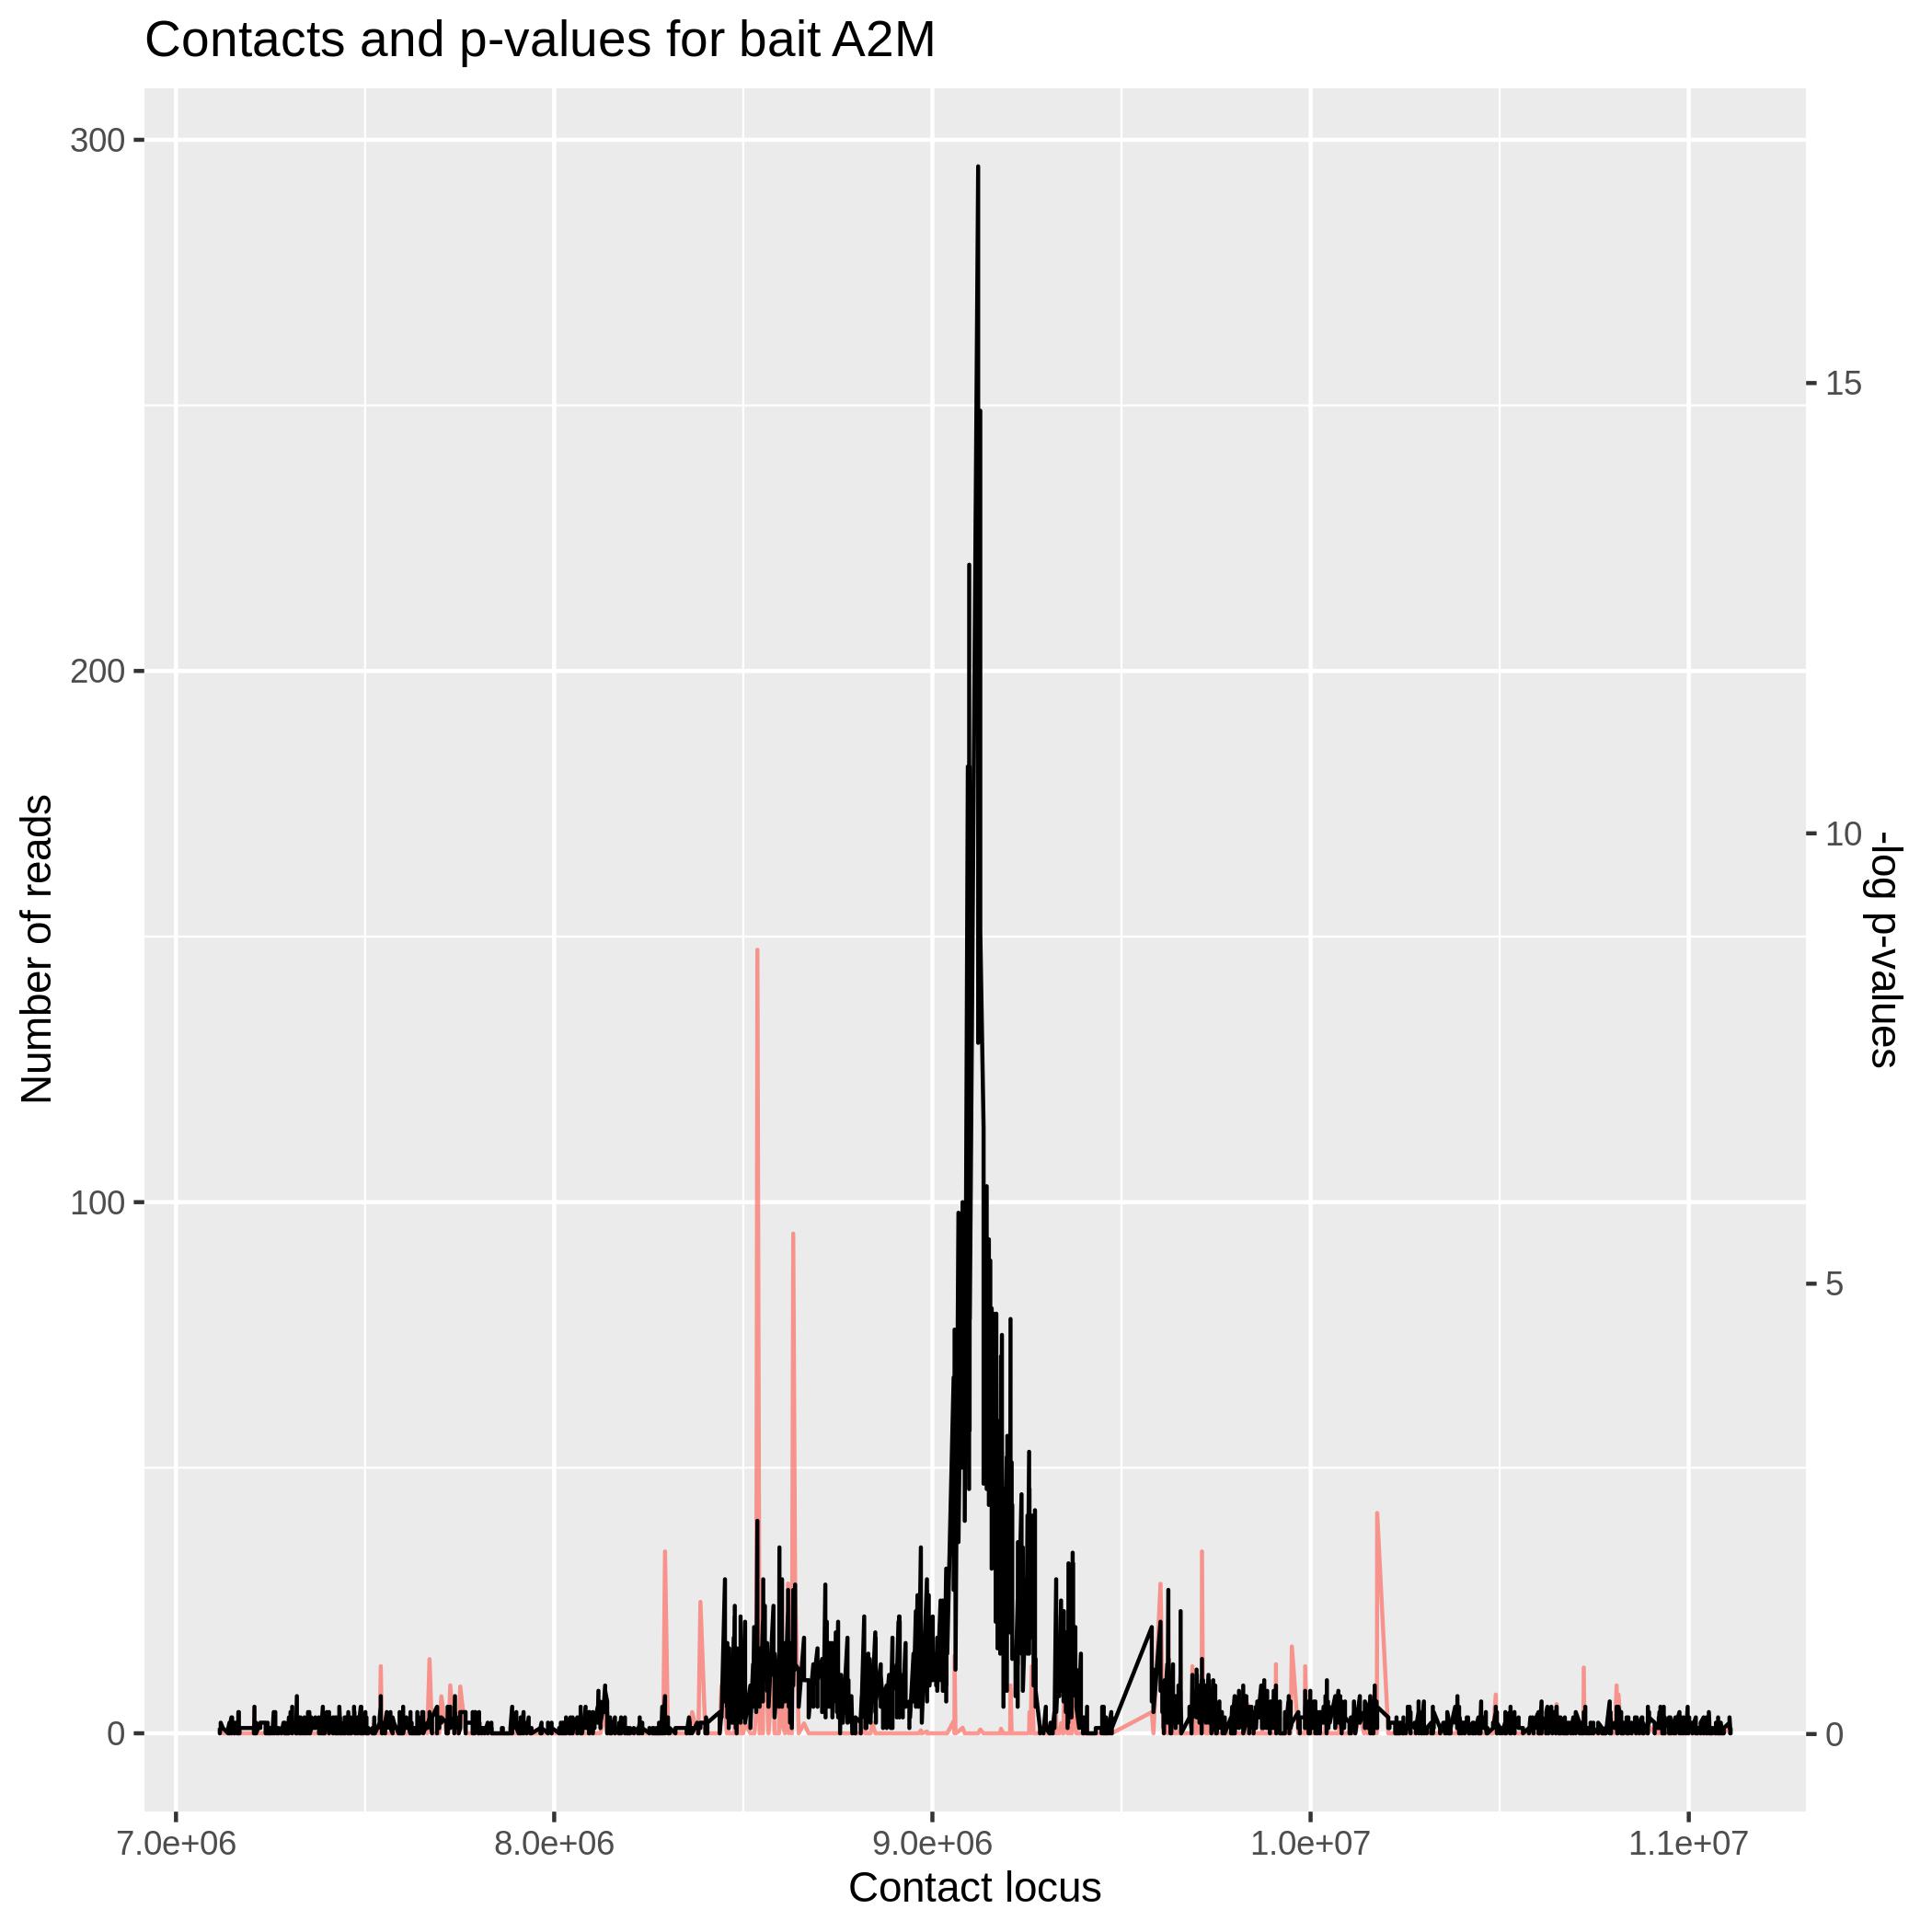 Contacts and p-values for bait A2M
300
200
100
0
Number of reads
15
10
5
0
-log p-values
7.0e+06 8.0e+06 9.0e+06 1.0e+07 1.1e+07
Contact locus